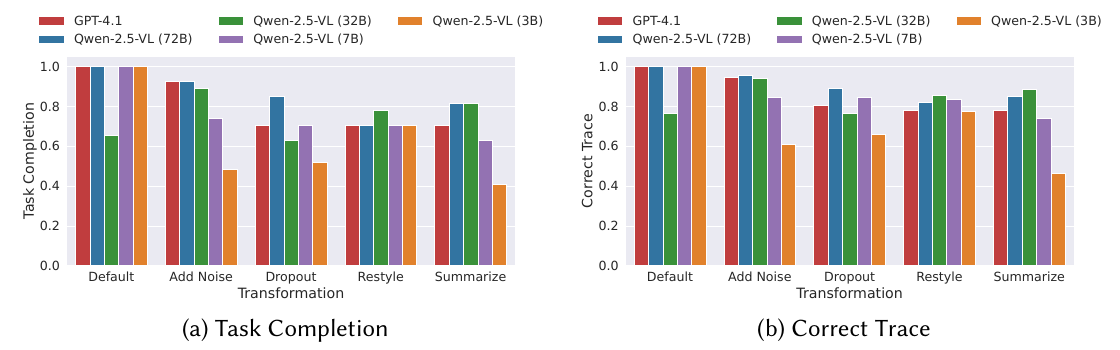 GPT-4.1
Qwen-2.5-VL (32B)
Qwen-2.5-VL (3B)
Qwen-2.5-VL (72B)
Qwen-2.5-VL (7B)
1.0
0.8
0.6
0.4
0.2
0.0
Task Completion
Default
Add Noise
Dropout
Restyle
Summarize
Transformation
(a) Task Completion
GPT-4.1
Qwen-2.5-VL (32B)
Qwen-2.5-VL (3B)
Qwen-2.5-VL (72B)
Qwen-2.5-VL (7B)
1.0
0.8
0.6
0.4
0.2
0.0
Correct Trace
Default
Add Noise
Dropout
Restyle
Summarize
Transformation
(b) Correct Trace